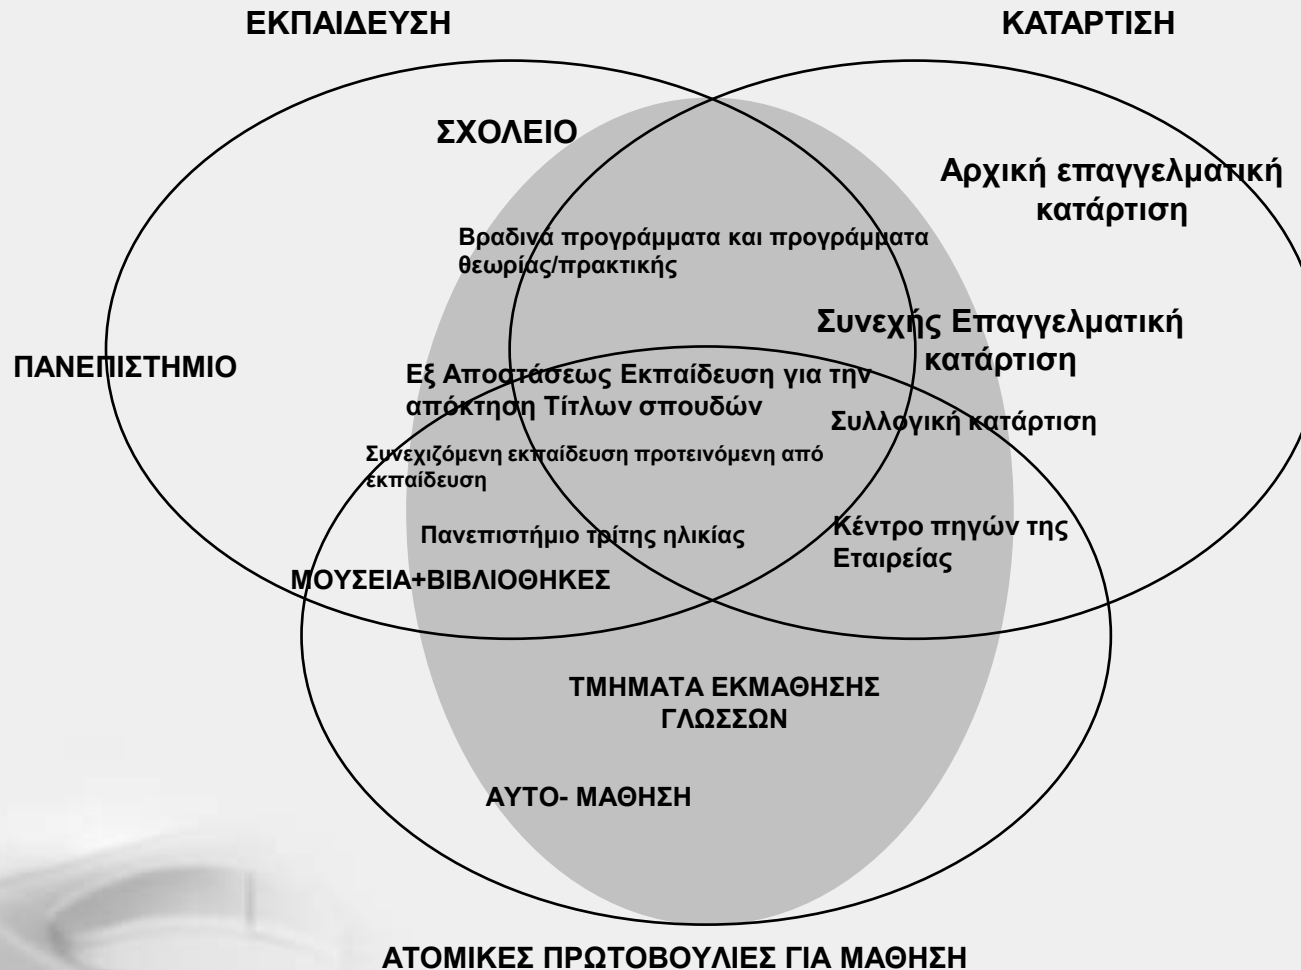 ΕΚΠΑΙΔΕΥΣΗ
ΚΑΤΑΡΤΙΣΗ
ΣΧΟΛΕΙΟ
Αρχική επαγγελματική
κατάρτιση
Βραδινά προγράμματα και προγράμματα
θεωρίας/πρακτικής
Συνεχής Επαγγελματική
κατάρτιση
ΠΑΝΕΠΙΣΤΗΜΙΟ
Εξ Αποστάσεως Εκπαίδευση για την
απόκτηση Τίτλων σπουδών
Συλλογική κατάρτιση
Συνεχιζόμενη εκπαίδευση προτεινόμενη από
εκπαίδευση
Πανεπιστήμιο τρίτης ηλικίας
Κέντρο πηγών της
Εταιρείας
ΜΟΥΣΕΙΑ+ΒΙΒΛΙΟΘΗΚΕΣ
ΤΜΗΜΑΤΑ ΕΚΜΑΘΗΣΗΣ
ΓΛΩΣΣΩΝ
ΑΥΤΟ- ΜΑΘΗΣΗ
ΑΤΟΜΙΚΕΣ ΠΡΩΤΟΒΟΥΛΙΕΣ ΓΙΑ ΜΑΘΗΣΗ